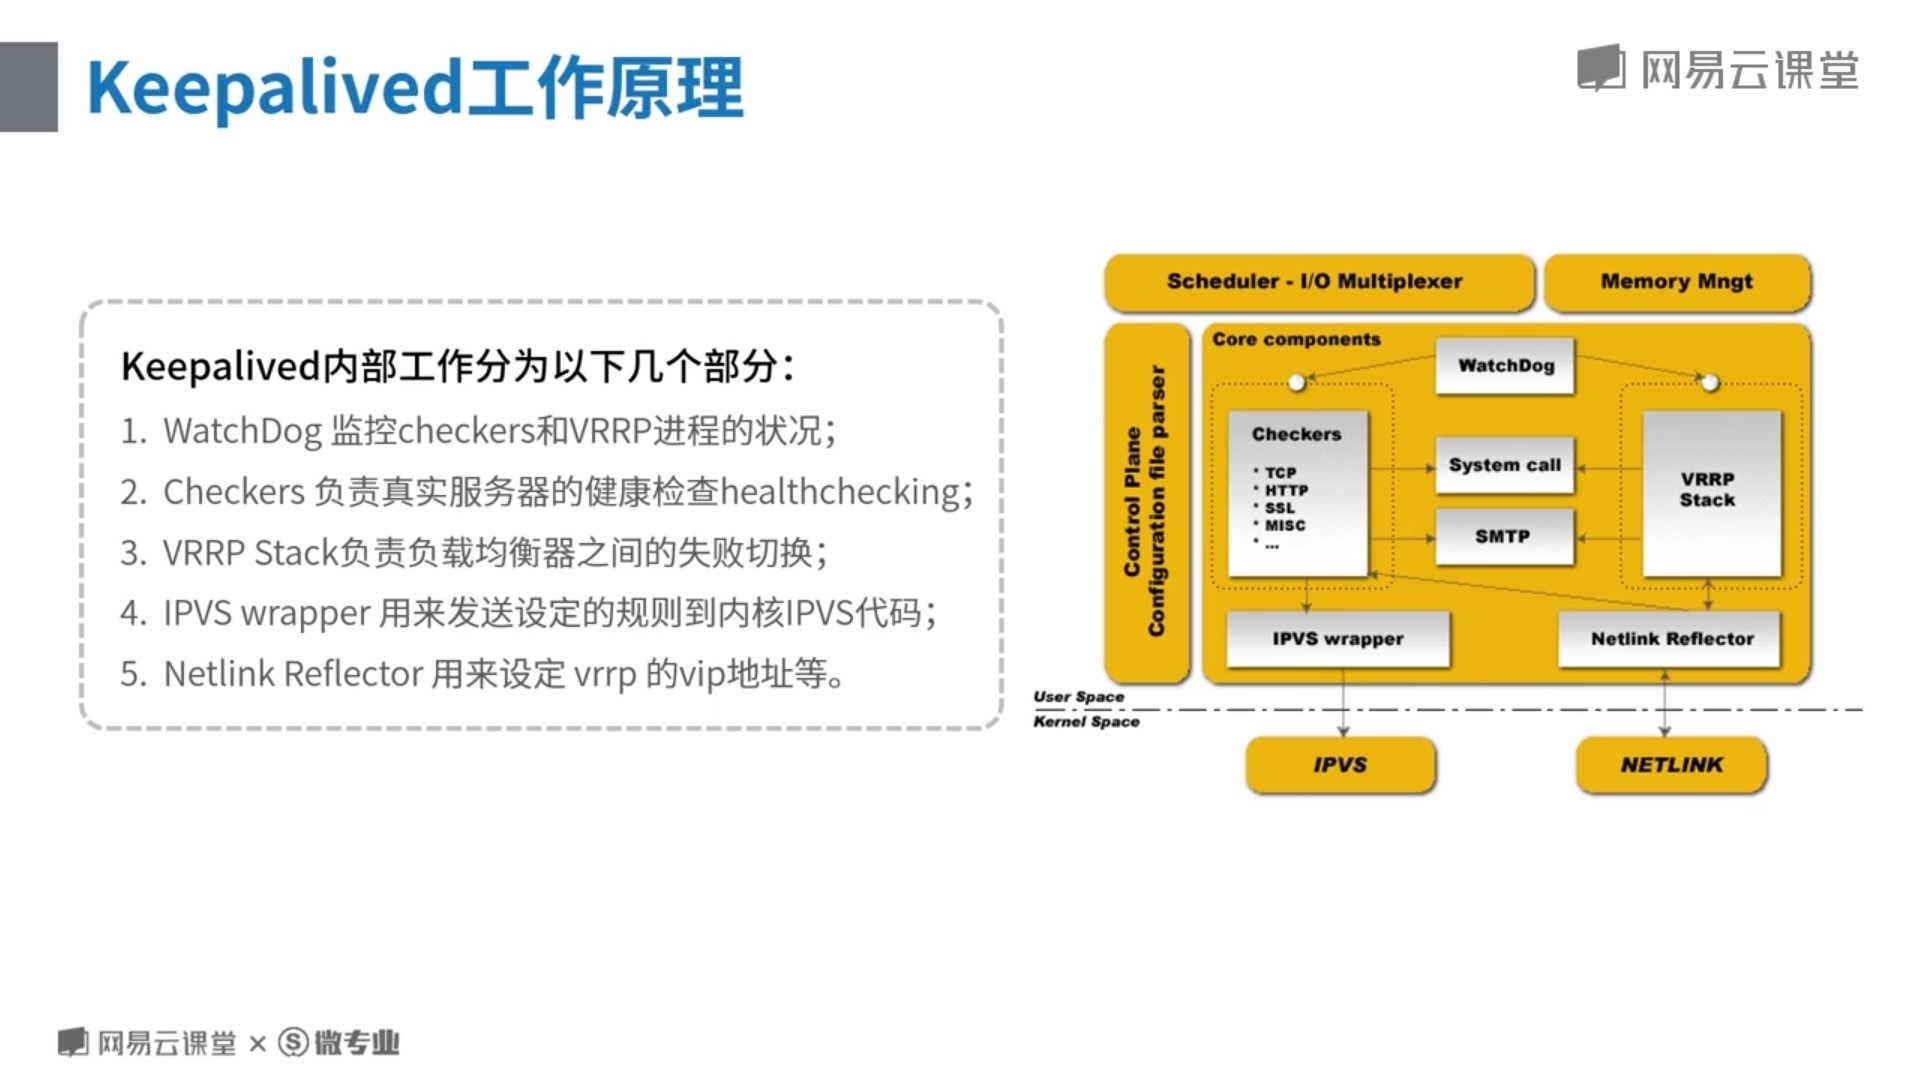 Keepalived工作原理
网易云课堂
Keepalived内部工作分为以下几个部分：
1. WatchDog 监控checkers和VRRP进程的状况；
2. Checkers 负责真实服务器的健康检查healthchecking；
3. VRRP Stack负责负载均衡器之间的失败切换；
4. IPVS wrapper 用来发送设定的规则到内核IPVS代码；
5. Netlink Reflector 用来设定 vrrp 的vip地址等。
Scheduler - I/O Multiplexer
Memory Mngt
Control Plane
Configuration file parser
Core components
WatchDog
Checkers
* TCP
* HTTP
* SSL
* MISC
* ...
System call
SMTP
VRRP
Stack
IPVS wrapper
Netlink Reflector
User Space
Kernel Space
IPVS
NETLINK
网易云课堂 × S 微专业